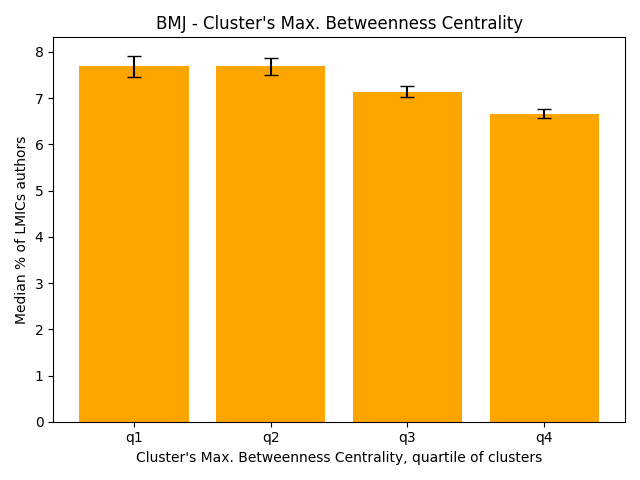 BMJ - Cluster's Max. Betweenness Centrality
Median % of LMICs authors
8
7
6
5
4
3
2
1
0
q1 q2 q3 q4
Cluster's Max. Betweenness Centrality, quartile of clusters